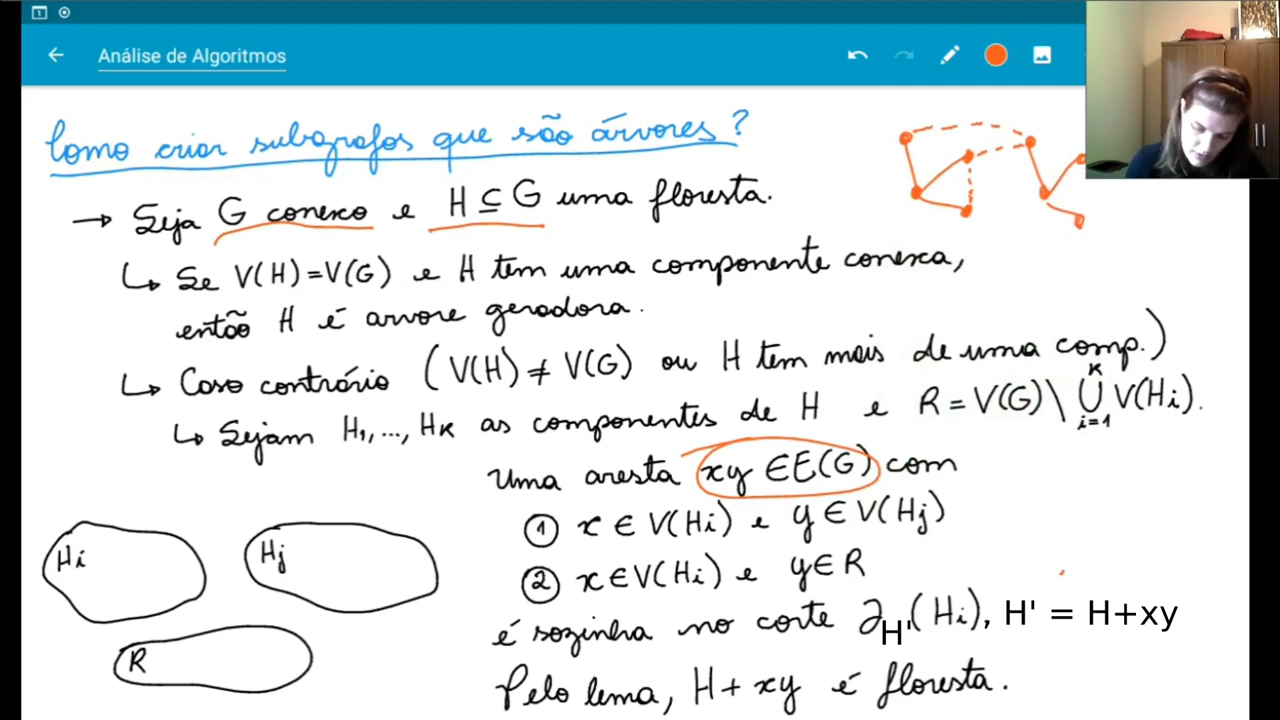 1
Análise de Algoritmos
Como criar subgrafos que são árvores?
→ Seja G conexo e H ⊆ G uma floresta.
↳ Se V(H)=V(G) e H tem uma componente conexa,
então H é arvore geradora.
↳ Caso contrário (V(H) ≠ V(G) ou H tem mais de uma comp.)
↳ Sejam H₁, ..., Hₖ as componentes de H e R = V(G) \ ⋃ᵢ₌₁ᴷ V(Hi).
Uma aresta xy ∈ E(G) com
① x ∈ V(Hi) e y ∈ V(Hj)
② x ∈ V(Hi) e y ∈ R
é sozinha no corte ∂H'(Hi), H' = H+xy
Pelo lema, H + xy é floresta.
Hi
Hj
R